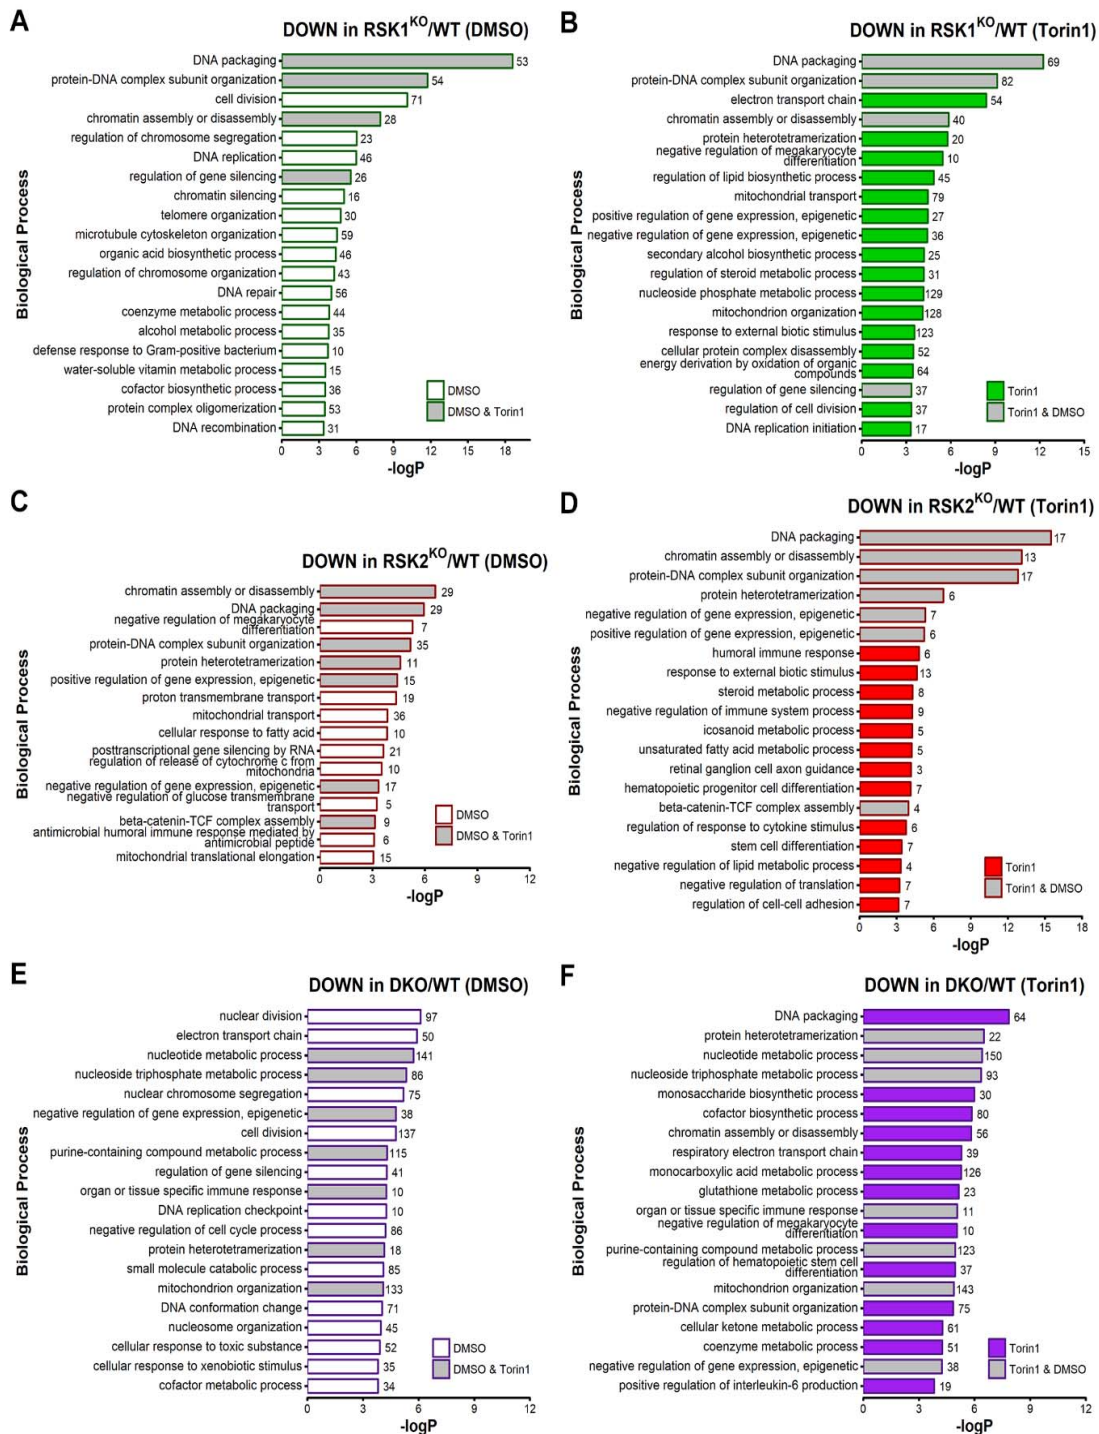 A
DOWN in RSK1^KO/WT (DMSO)
Biological Process
DNA packaging 53
protein-DNA complex subunit organization 54
cell division 71
chromatin assembly or disassembly 28
regulation of chromosome segregation 23
DNA replication 46
regulation of gene silencing 26
chromatin silencing 16
telomere organization 30
microtubule cytoskeleton organization 59
organic acid biosynthetic process 46
regulation of chromosome organization 43
DNA repair 56
coenzyme metabolic process 44
alcohol metabolic process 35
defense response to Gram-positive bacterium 10
water-soluble vitamin metabolic process 15
cofactor biosynthetic process 36
protein complex oligomerization 53
DNA recombination 31
DMSO
DMSO & Torin1
0 3 6 9 12 15 18
-logP
B
DOWN in RSK1^KO/WT (Torin1)
Biological Process
DNA packaging 69
protein-DNA complex subunit organization 82
electron transport chain 54
chromatin assembly or disassembly 40
protein heterotetramerization 20
negative regulation of megakaryocyte
differentiation 10
regulation of lipid biosynthetic process 45
mitochondrial transport 79
positive regulation of gene expression, epigenetic 27
negative regulation of gene expression, epigenetic 36
secondary alcohol biosynthetic process 25
regulation of steroid metabolic process 31
nucleoside phosphate metabolic process 129
mitochondrion organization 128
response to external biotic stimulus 123
cellular protein complex disassembly 52
energy derivation by oxidation of organic
compounds 64
regulation of gene silencing 37
regulation of cell division 37
DNA replication initiation 17
Torin1
Torin1 & DMSO
0 3 6 9 12 15
-logP
C
DOWN in RSK2^KO/WT (DMSO)
Biological Process
chromatin assembly or disassembly 29
DNA packaging 29
negative regulation of megakaryocyte
differentiation 7
protein-DNA complex subunit organization 35
protein heterotetramerization 11
positive regulation of gene expression, epigenetic 15
proton transmembrane transport 19
mitochondrial transport 36
cellular response to fatty acid 10
posttranscriptional gene silencing by RNA 21
regulation of release of cytochrome c from
mitochondria 10
negative regulation of gene expression, epigenetic 17
negative regulation of glucose transmembrane
transport 5
beta-catenin-TCF complex assembly 9
antimicrobial humoral immune response mediated by
antimicrobial peptide 6
mitochondrial translational elongation 15
DMSO
DMSO & Torin1
0 3 6 9 12
-logP
D
DOWN in RSK2^KO/WT (Torin1)
Biological Process
DNA packaging 17
chromatin assembly or disassembly 13
protein-DNA complex subunit organization 17
protein heterotetramerization 6
negative regulation of gene expression, epigenetic 7
positive regulation of gene expression, epigenetic 6
humoral immune response 6
response to external biotic stimulus 13
steroid metabolic process 8
negative regulation of immune system process 9
icosanoid metabolic process 5
unsaturated fatty acid metabolic process 5
retinal ganglion cell axon guidance 3
hematopoietic progenitor cell differentiation 7
beta-catenin-TCF complex assembly 4
regulation of response to cytokine stimulus 6
stem cell differentiation 7
negative regulation of lipid metabolic process 4
negative regulation of translation 7
regulation of cell-cell adhesion 7
Torin1
Torin1 & DMSO
0 3 6 9 12 15 18
-logP
E
DOWN in DKO/WT (DMSO)
Biological Process
nuclear division 97
electron transport chain 50
nucleotide metabolic process 141
nucleoside triphosphate metabolic process 86
nuclear chromosome segregation 75
negative regulation of gene expression, epigenetic 38
cell division 137
purine-containing compound metabolic process 115
regulation of gene silencing 41
organ or tissue specific immune response 10
DNA replication checkpoint 10
negative regulation of cell cycle process 86
protein heterotetramerization 18
small molecule catabolic process 85
mitochondrion organization 133
DNA conformation change 71
nucleosome organization 45
cellular response to toxic substance 52
cellular response to xenobiotic stimulus 35
cofactor metabolic process 34
DMSO
DMSO & Torin1
0 3 6 9 12
-logP
F
DOWN in DKO/WT (Torin1)
Biological Process
DNA packaging 64
protein heterotetramerization 22
nucleotide metabolic process 150
nucleoside triphosphate metabolic process 93
monosaccharide biosynthetic process 30
cofactor biosynthetic process 80
chromatin assembly or disassembly 56
respiratory electron transport chain 39
monocarboxylic acid metabolic process 126
glutathione metabolic process 23
organ or tissue specific immune response 11
negative regulation of megakaryocyte
differentiation 10
purine-containing compound metabolic process 123
regulation of hematopoietic stem cell
differentiation 37
mitochondrion organization 143
protein-DNA complex subunit organization 75
cellular ketone metabolic process 61
coenzyme metabolic process 51
negative regulation of gene expression, epigenetic 38
positive regulation of interleukin-6 production 19
Torin1
Torin1 & DMSO
0 3 6 9 12
-logP